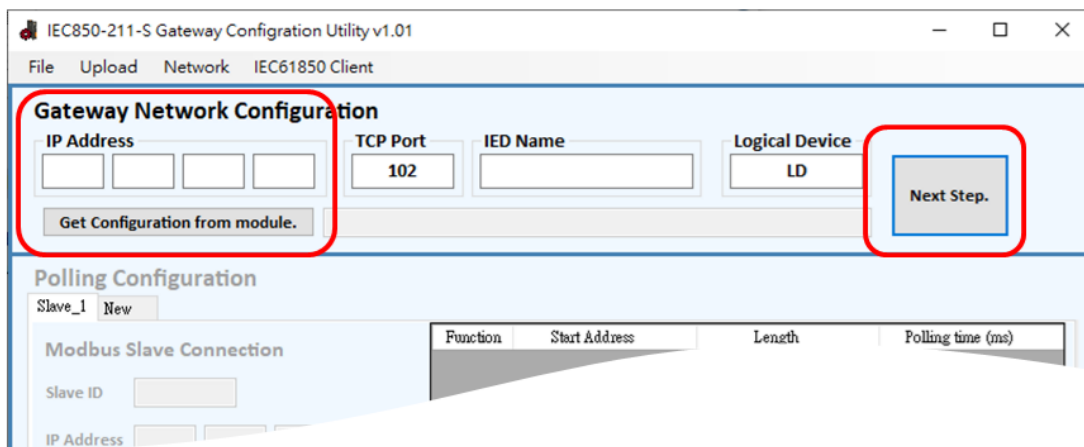 IEC850-211-S Gateway Configration Utility v1.01
File Upload Network IEC61850 Client
Gateway Network Configuration
IP Address TCP Port IED Name Logical Device
102 LD
Next Step.
Get Configuration from module.
Polling Configuration
Slave_1 New
Function Start Address Length Polling time (ms)
Modbus Slave Connection
Slave ID
IP Address